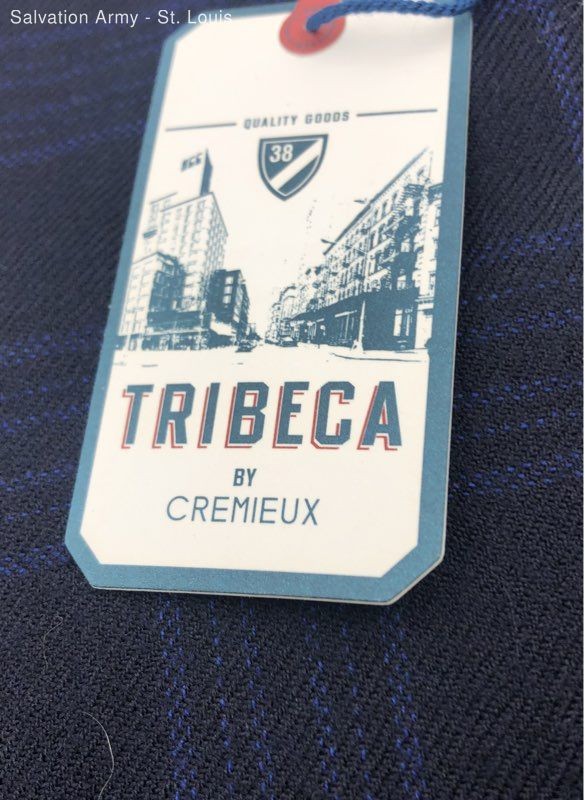 Salvation Army - St. Louis
QUALITY GOODS
38
TRIBECA
BY
CREMIEUX